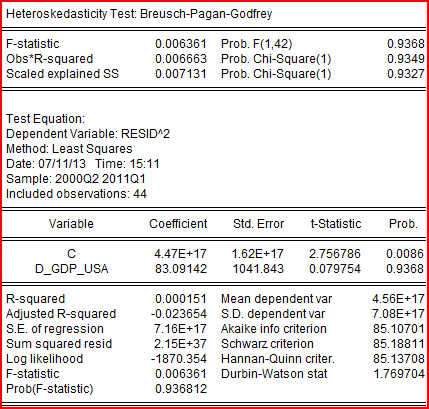 Heteroskedasticity Test: Breusch-Pagan-Godfrey
F-statistic 0.006361 Prob. F(1,42) 0.9368
Obs*R-squared 0.006663 Prob. Chi-Square(1) 0.9349
Scaled explained SS 0.007131 Prob. Chi-Square(1) 0.9327
Test Equation:
Dependent Variable: RESID^2
Method: Least Squares
Date: 07/11/13 Time: 15:11
Sample: 2000Q2 2011Q1
Included observations: 44
Variable Coefficient Std. Error t-Statistic Prob.
C 4.47E+17 1.62E+17 2.756786 0.0086
D_GDP_USA 83.09142 1041.843 0.079754 0.9368
R-squared 0.000151 Mean dependent var 4.56E+17
Adjusted R-squared -0.023654 S.D. dependent var 7.08E+17
S.E. of regression 7.16E+17 Akaike info criterion 85.10701
Sum squared resid 2.15E+37 Schwarz criterion 85.18811
Log likelihood -1870.354 Hannan-Quinn criter. 85.13708
F-statistic 0.006361 Durbin-Watson stat 1.769704
Prob(F-statistic) 0.936812